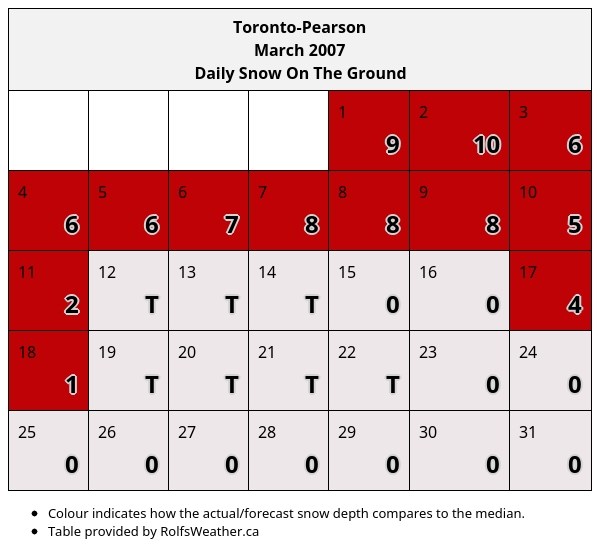 Toronto-Pearson
March 2007
Daily Snow On The Ground
1 2 3
9 10 6
4 5 6 7 8 9 10
6 6 7 8 8 8 5
11 12 13 14 15 16 17
2 T T T 0 0 4
18 19 20 21 22 23 24
1 T T T T 0 0
25 26 27 28 29 30 31
0 0 0 0 0 0 0
• Colour indicates how the actual/forecast snow depth compares to the median.
• Table provided by RolfsWeather.ca